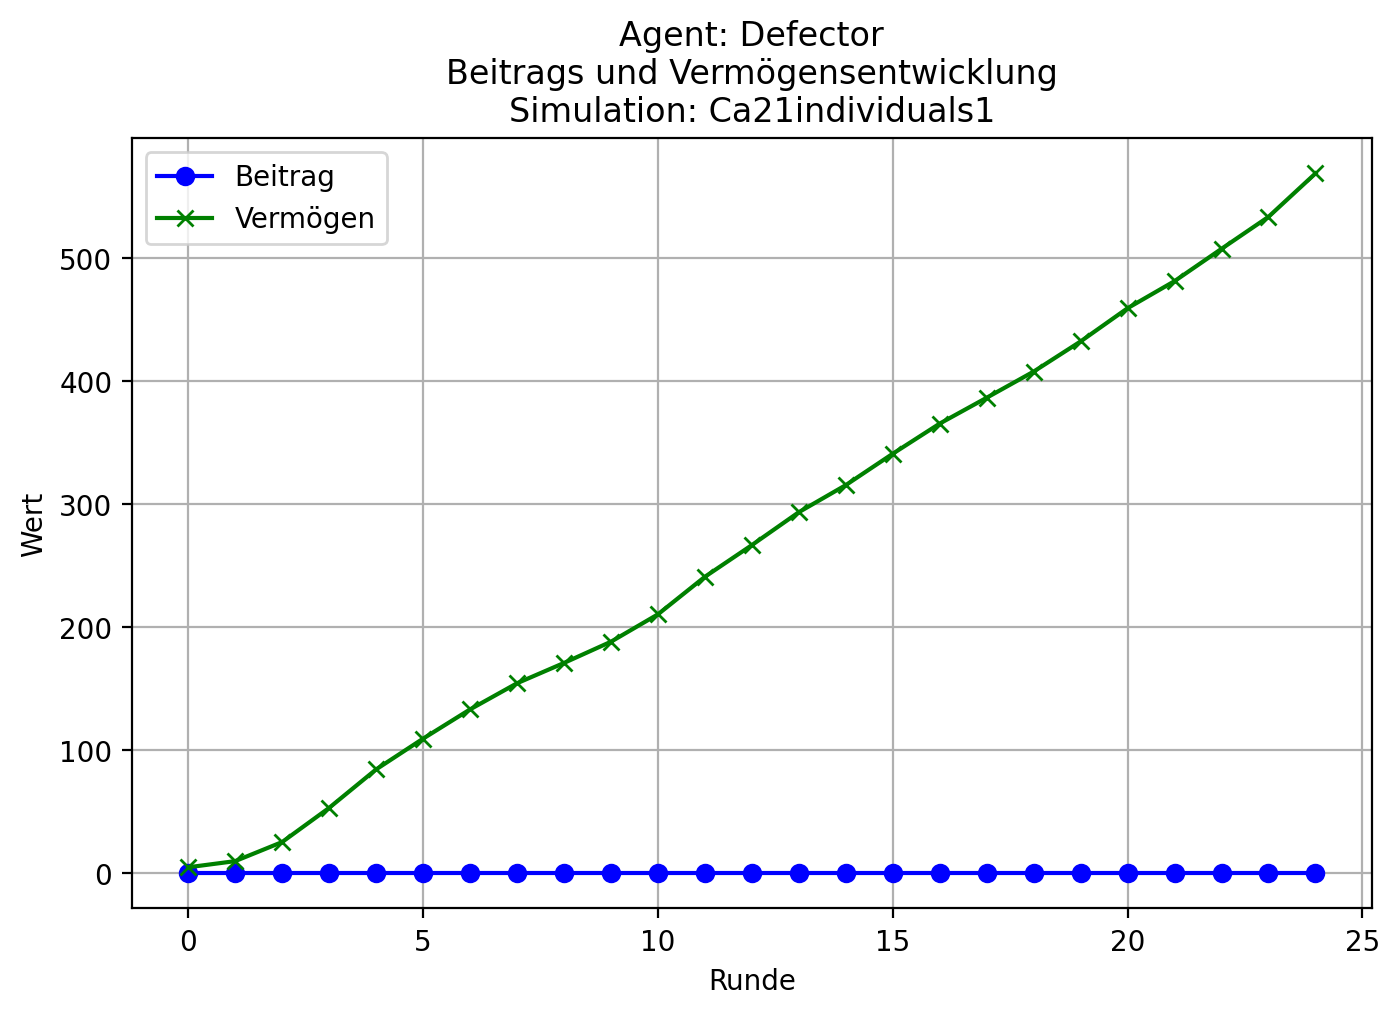 Agent: Defector
Beitrags und Vermögensentwicklung
Simulation: Ca21individuals1
Beitrag
Vermögen
500
400
300
200
100
0
Wert
0 5 10 15 20 25
Runde